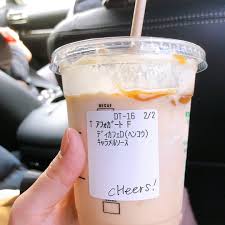 DECAF
DT-16 2/2
T アフォガート F
ディカフェD(ヘンコウ)
キャラメルソース
cHeers!